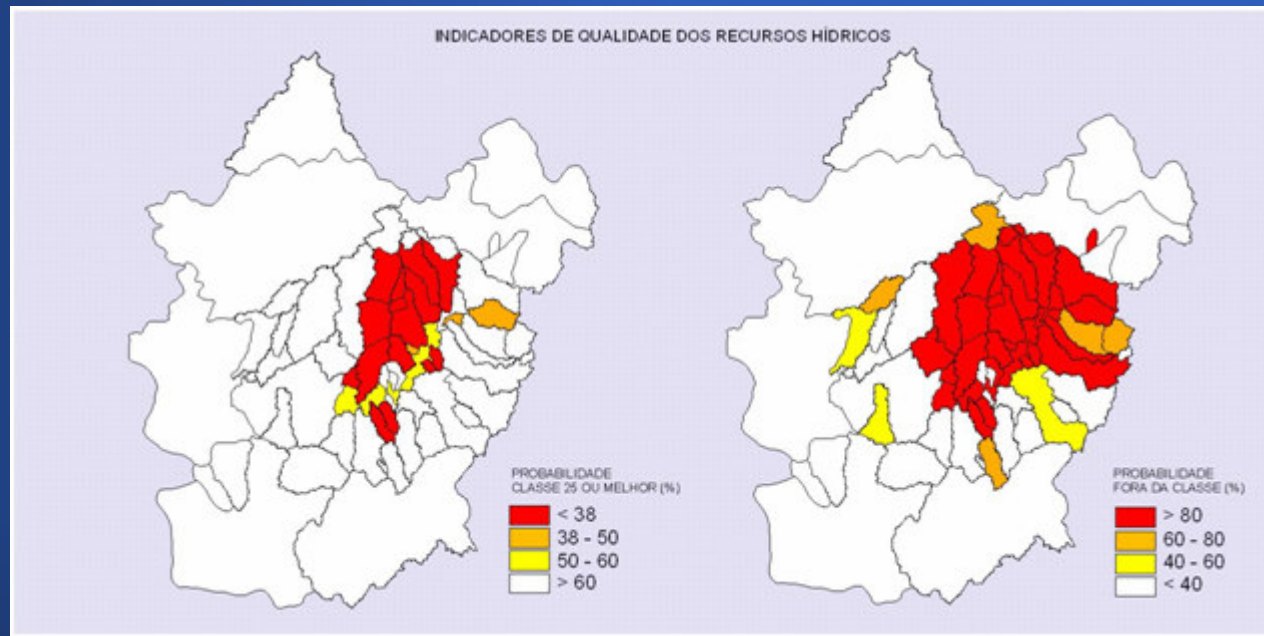 INDICADORES DE QUALIDADE DOS RECURSOS HÍDRICOS
PROBABILIDADE
CLASSE 25 OU MELHOR (%)
< 38
38 - 50
50 - 60
> 60
PROBABILIDADE
FORA DA CLASSE (%)
> 80
60 - 80
40 - 60
< 40